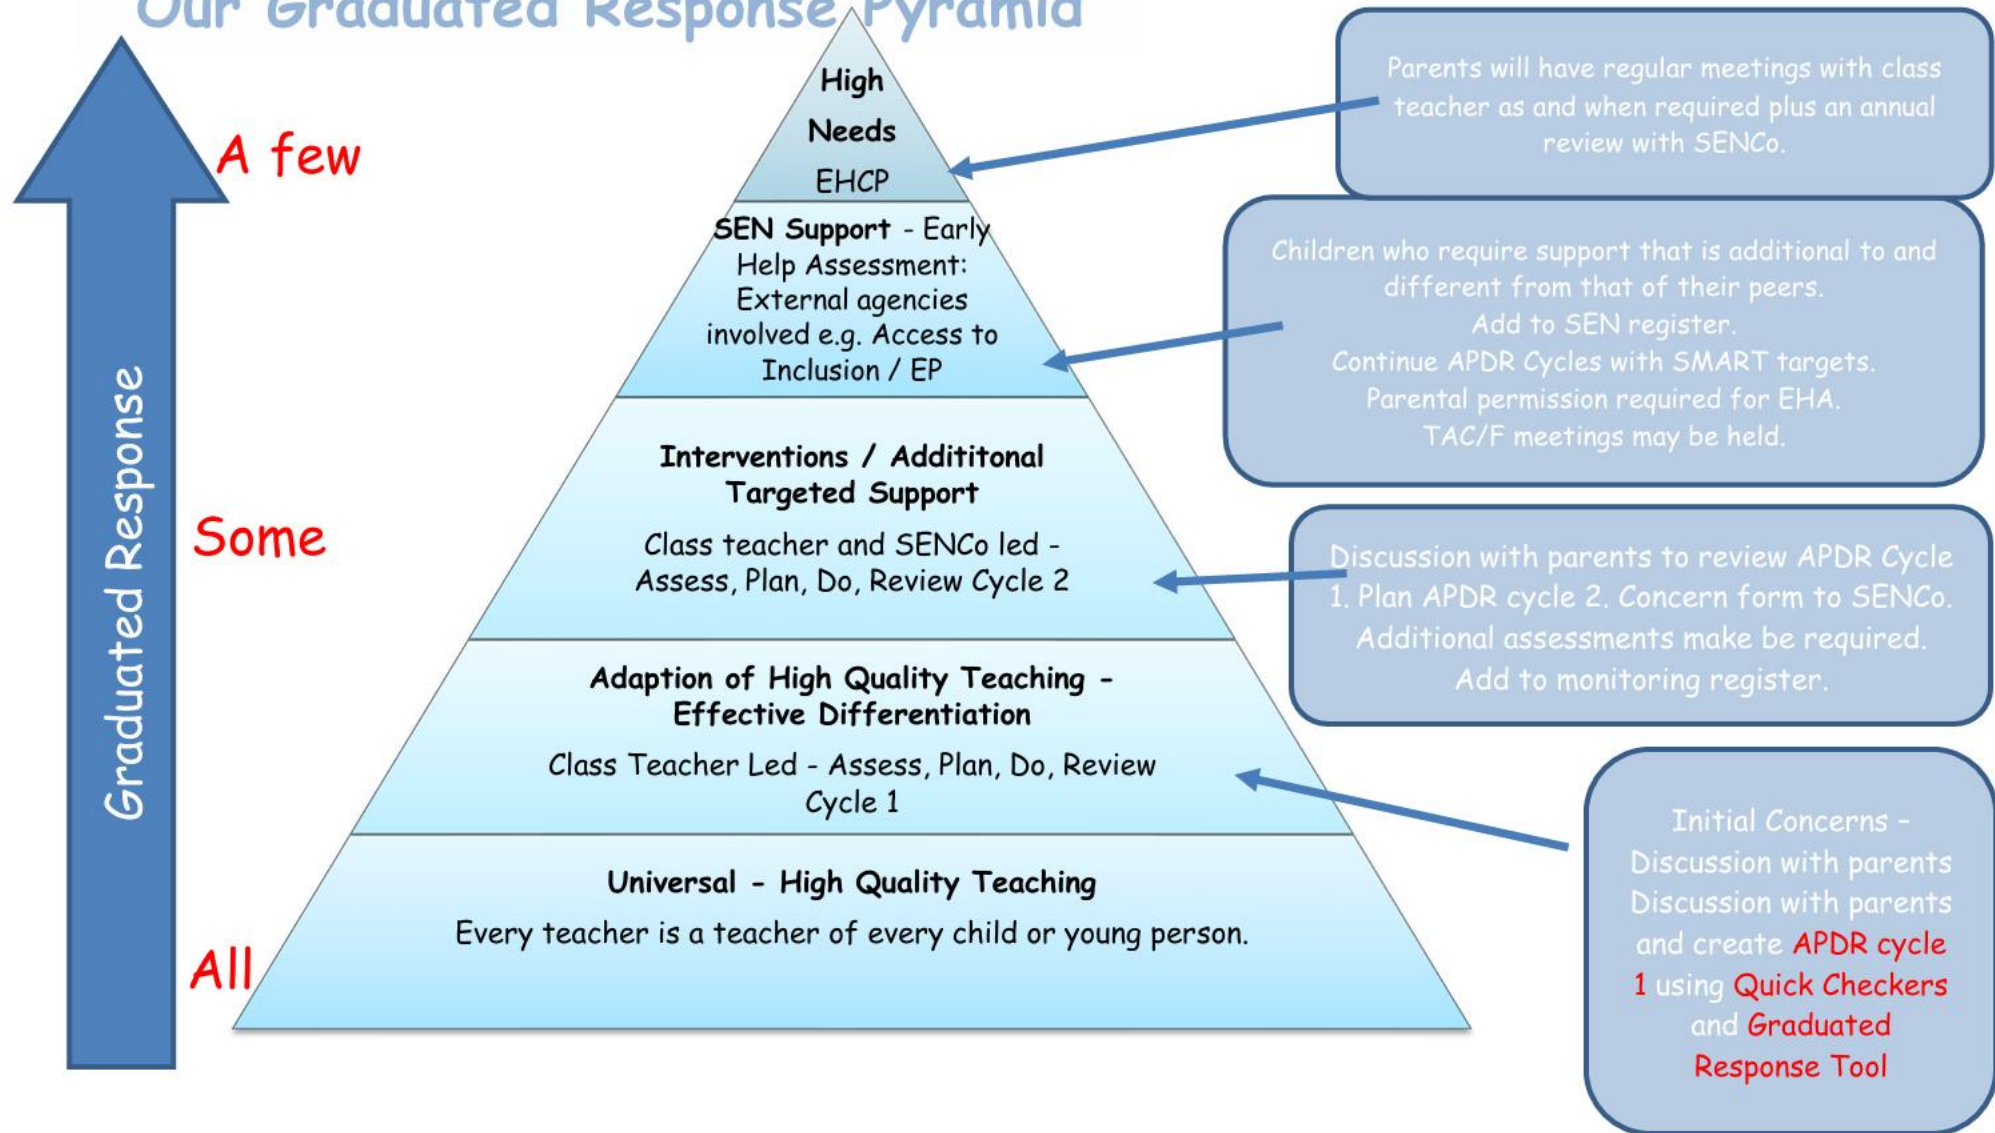 Our Graduated Response Pyramid
Graduated Response
A few
Some
All
High
Needs
EHCP
SEN Support - Early
Help Assessment:
External agencies
involved e.g. Access to
Inclusion / EP
Interventions / Addititonal
Targeted Support
Class teacher and SENCo led -
Assess, Plan, Do, Review Cycle 2
Adaption of High Quality Teaching -
Effective Differentiation
Class Teacher Led - Assess, Plan, Do, Review
Cycle 1
Universal - High Quality Teaching
Every teacher is a teacher of every child or young person.
Parents will have regular meetings with class
teacher as and when required plus an annual
review with SENCo.
Children who require support that is additional to and
different from that of their peers.
Add to SEN register.
Continue APDR Cycles with SMART targets.
Parental permission required for EHA.
TAC/F meetings may be held.
Discussion with parents to review APDR Cycle
1. Plan APDR cycle 2. Concern form to SENCo.
Additional assessments make be required.
Add to monitoring register.
Initial Concerns –
Discussion with parents
Discussion with parents
and create APDR cycle
1 using Quick Checkers
and Graduated
Response Tool